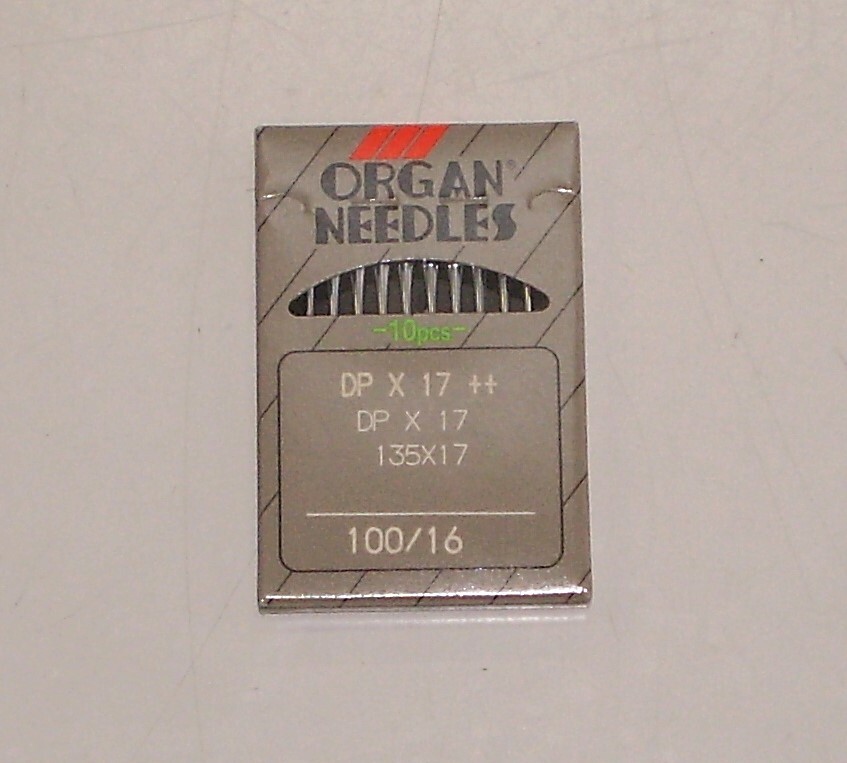 ORGAN®
NEEDLES
-10pcs-
DP X 17 ++
DP X 17
135X17
100/16